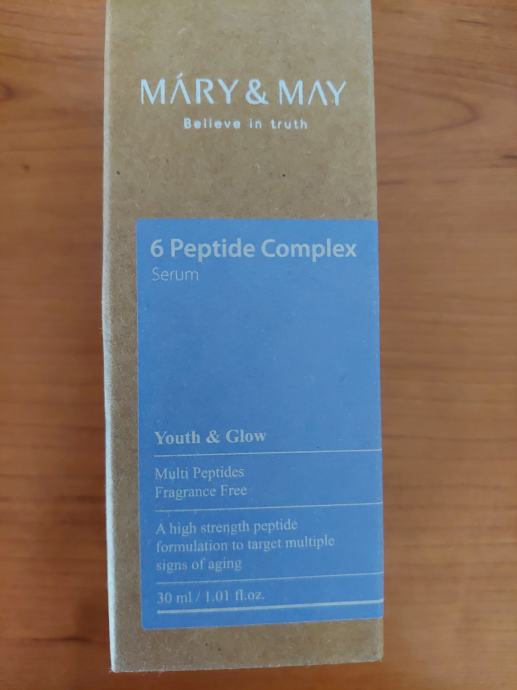 MÁRY & MAY
Believe in truth
6 Peptide Complex
Serum
Youth & Glow
Multi Peptides
Fragrance Free
A high strength peptide
formulation to target multiple
signs of aging
30 ml / 1.01 fl.oz.